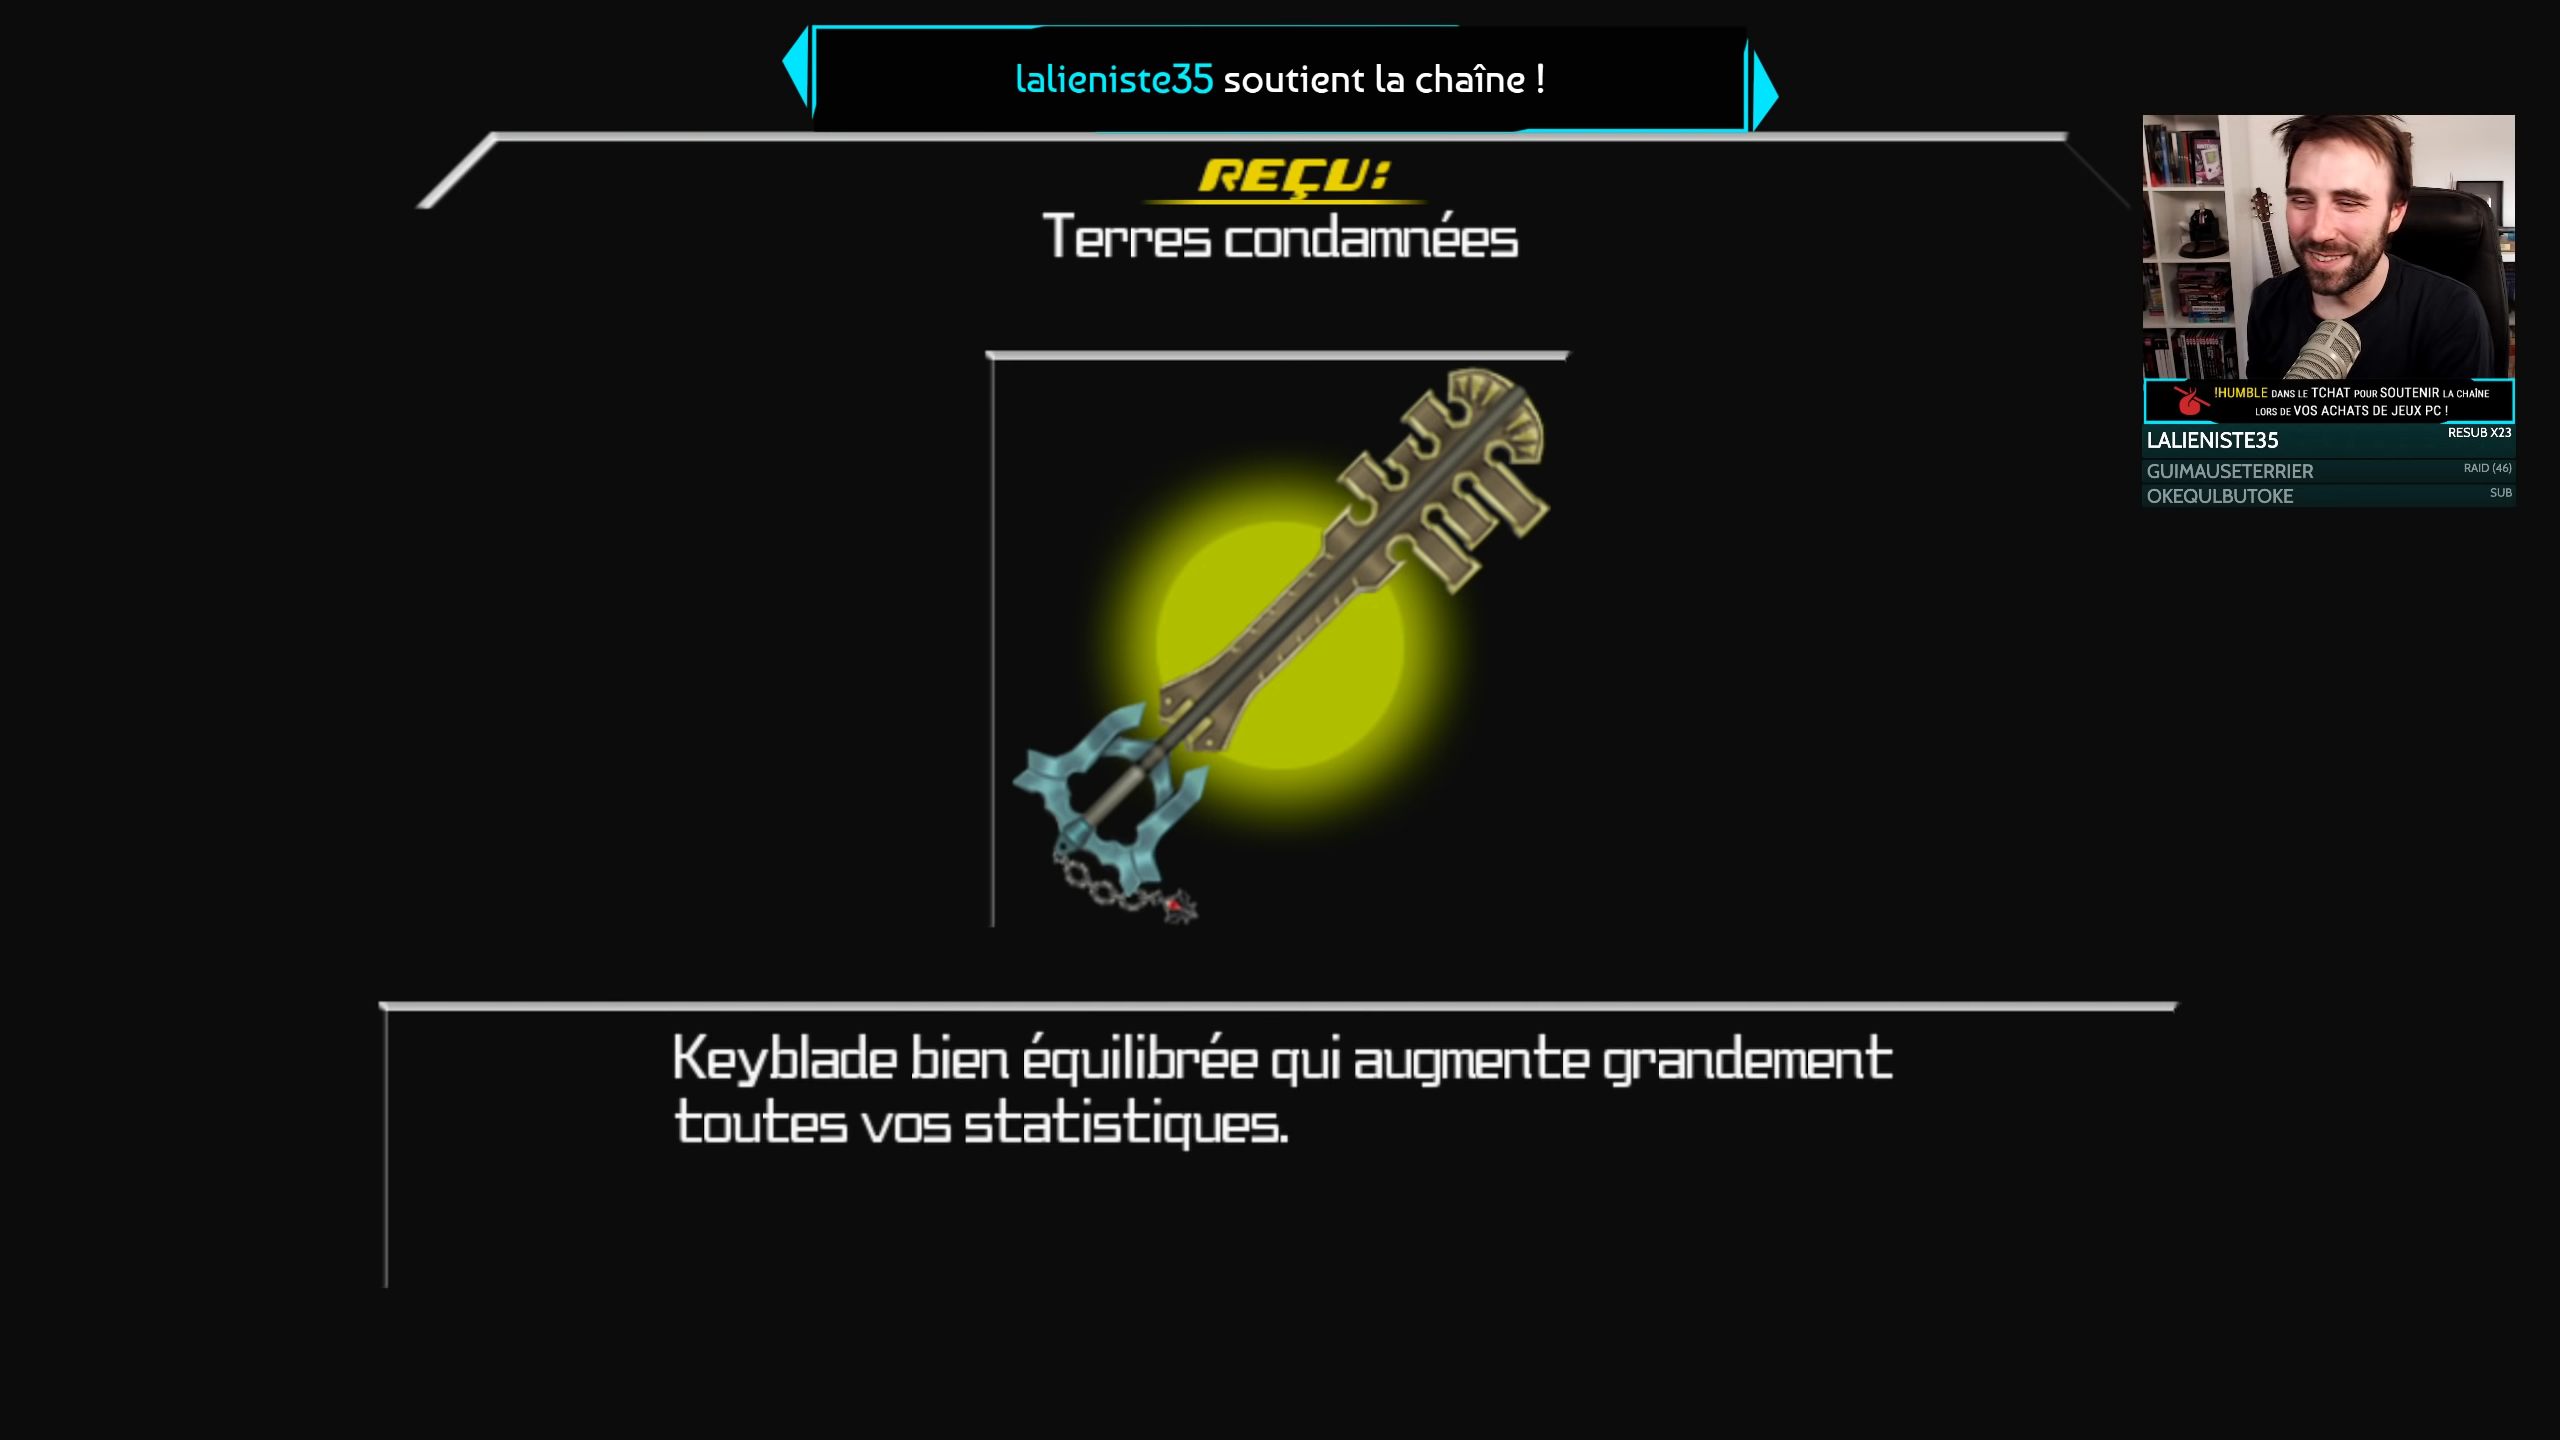 lalieniste35 soutient la chaîne !
REÇU:
Terres condamnées
!HUMBLE DANS LE TCHAT POUR SOUTENIR LA CHAÎNE
LORS DE VOS ACHATS DE JEUX PC !
LALIENISTE35 RESUB X23
GUIMAUSETERRIER RAID (46)
OKEQULBUTOKE SUB
Keyblade bien équilibrée qui augmente grandement
toutes vos statistiques.